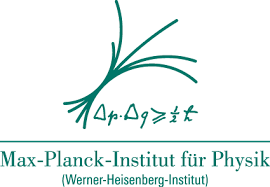 Δp·Δq⩾½ħ
Max-Planck-Institut für Physik
(Werner-Heisenberg-Institut)